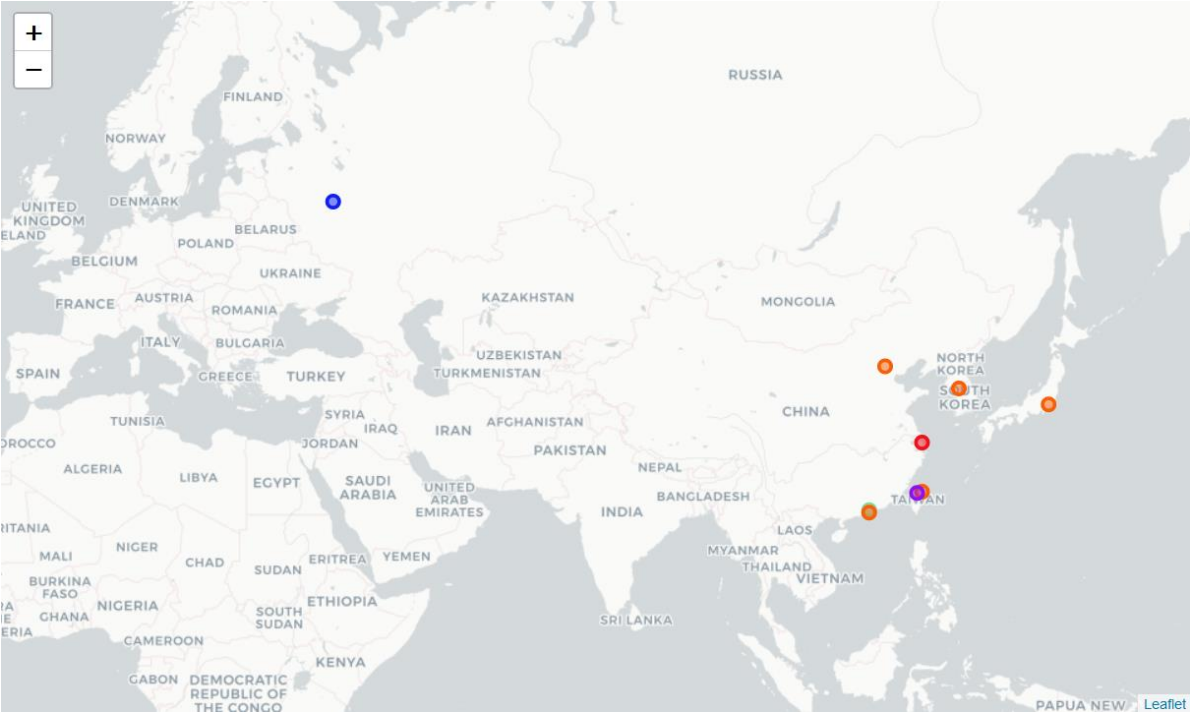 +
−
RUSSIA
FINLAND
NORWAY
UNITED
KINGDOM
ELAND
DENMARK
BELARUS
POLAND
BELGIUM
UKRAINE
FRANCE
AUSTRIA
ROMANIA
KAZAKHSTAN
MONGOLIA
ITALY
BULGARIA
UZBEKISTAN
NORTH
KOREA
SPAIN
GREECE
TURKEY
TURKMENISTAN
SOUTH
KOREA
TUNISIA
SYRIA
IRAQ
IRAN
AFGHANISTAN
CHINA
OROCCO
JORDAN
PAKISTAN
ALGERIA
LIBYA
EGYPT
SAUDI
ARABIA
UNITED
ARAB
EMIRATES
NEPAL
BANGLADESH
TAIWAN
INDIA
RITANIA
MALI
NIGER
CHAD
SUDAN
ERITREA
YEMEN
LAOS
MYANMAR
THAILAND
VIETNAM
BURKINA
FASO
NIGERIA
ETHIOPIA
RA
NE
ERIA
GHANA
SOUTH
SUDAN
SRI LANKA
CAMEROON
KENYA
GABON
DEMOCRATIC
REPUBLIC OF
THE CONGO
PAPUA NEW
Leaflet